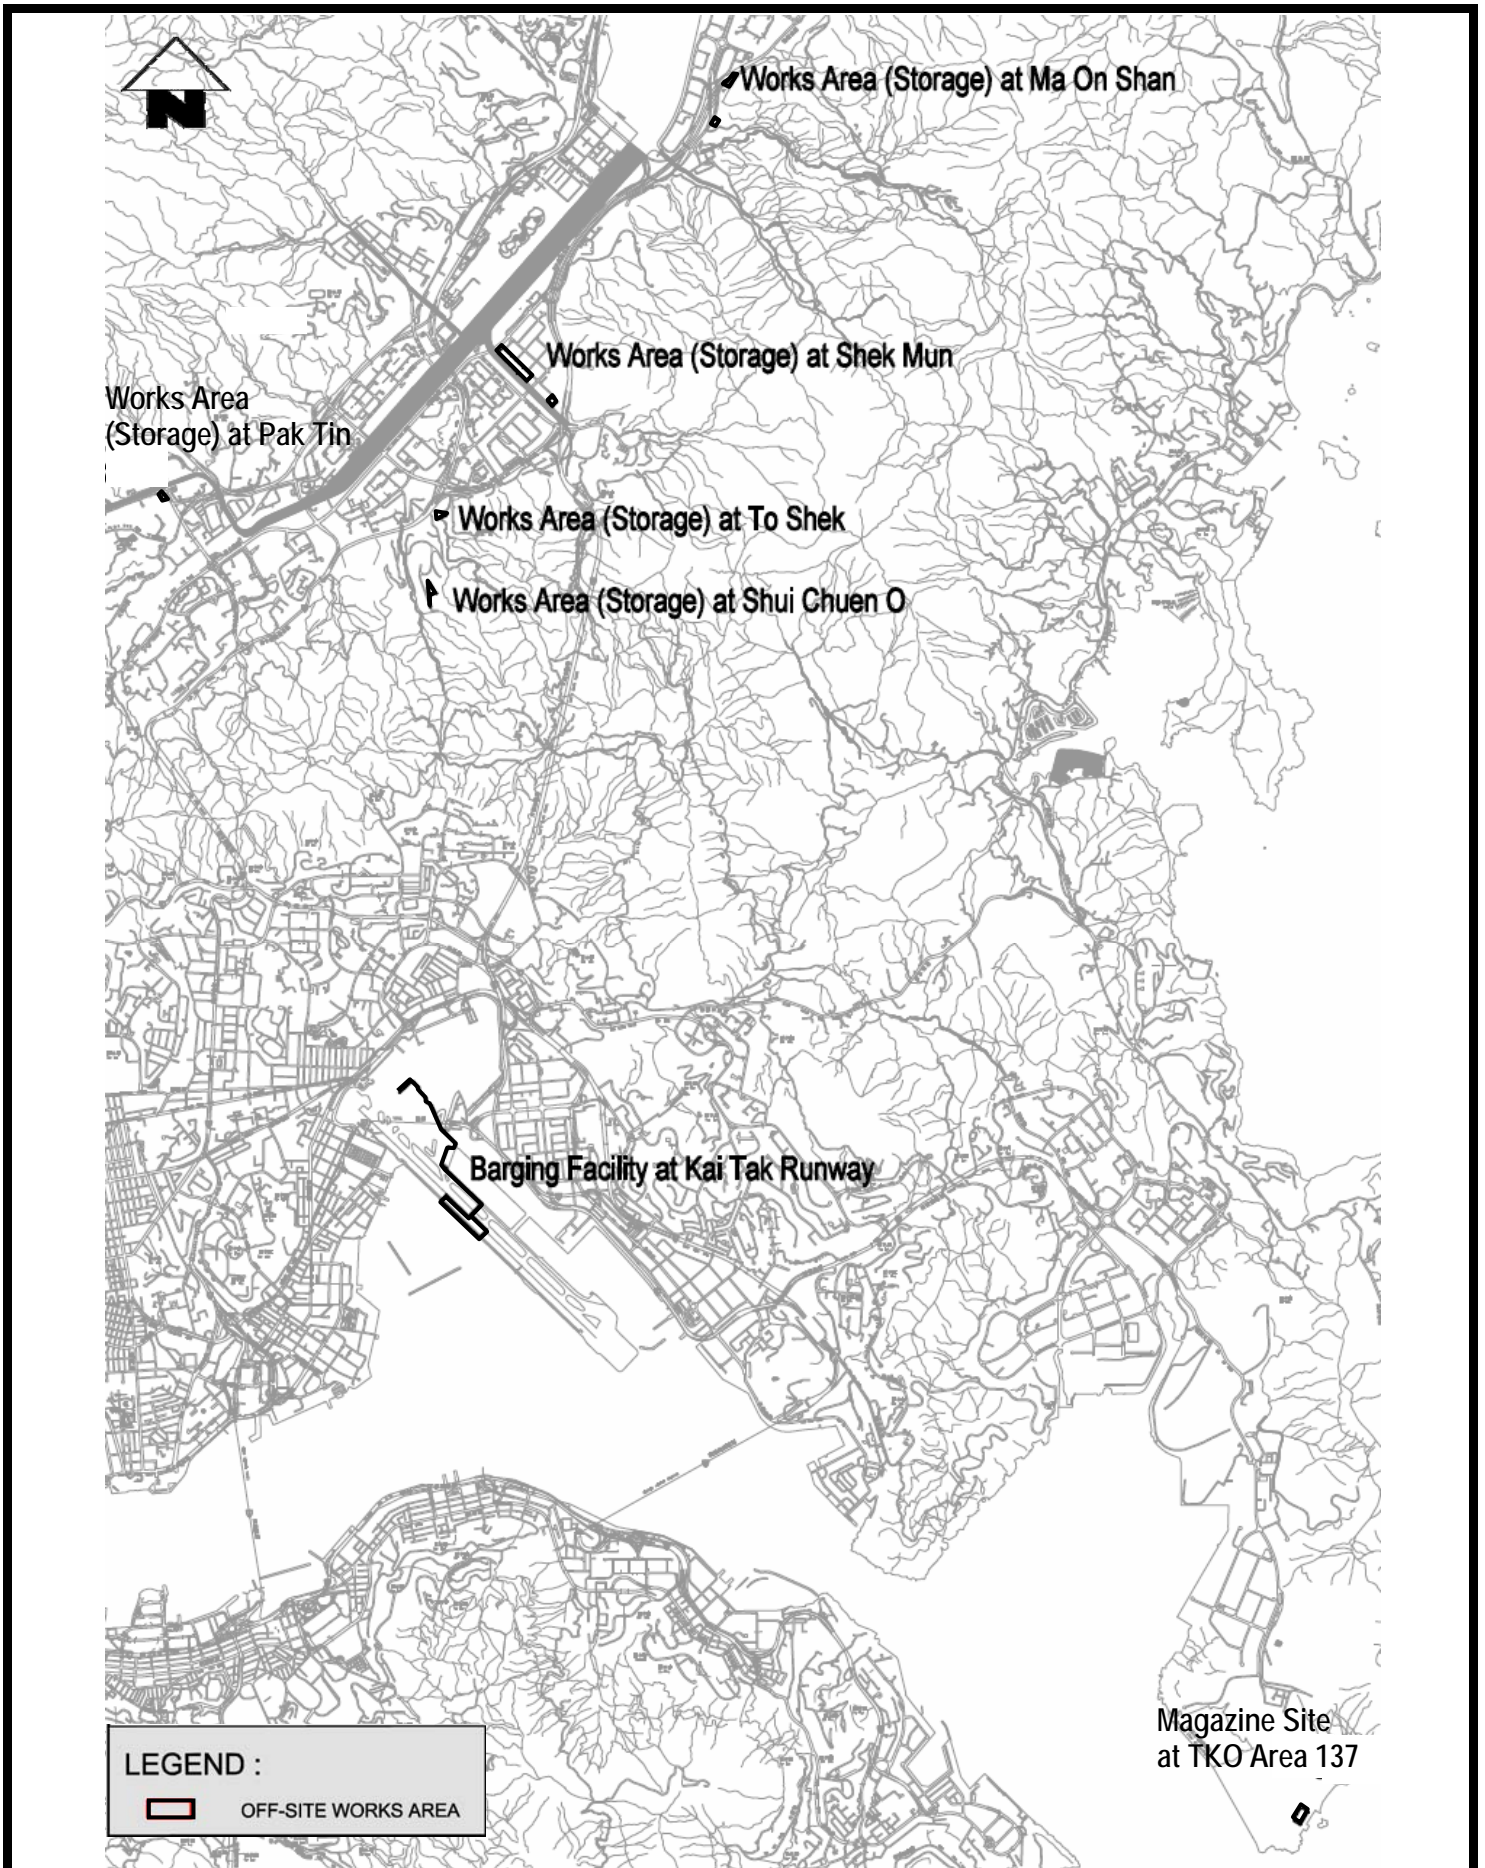 N
Works Area (Storage) at Ma On Shan
Works Area (Storage) at Shek Mun
Works Area
(Storage) at Pak Tin
Works Area (Storage) at To Shek
Works Area (Storage) at Shui Chuen O
Barging Facility at Kai Tak Runway
Magazine Site
at TKO Area 137
LEGEND :
OFF-SITE WORKS AREA